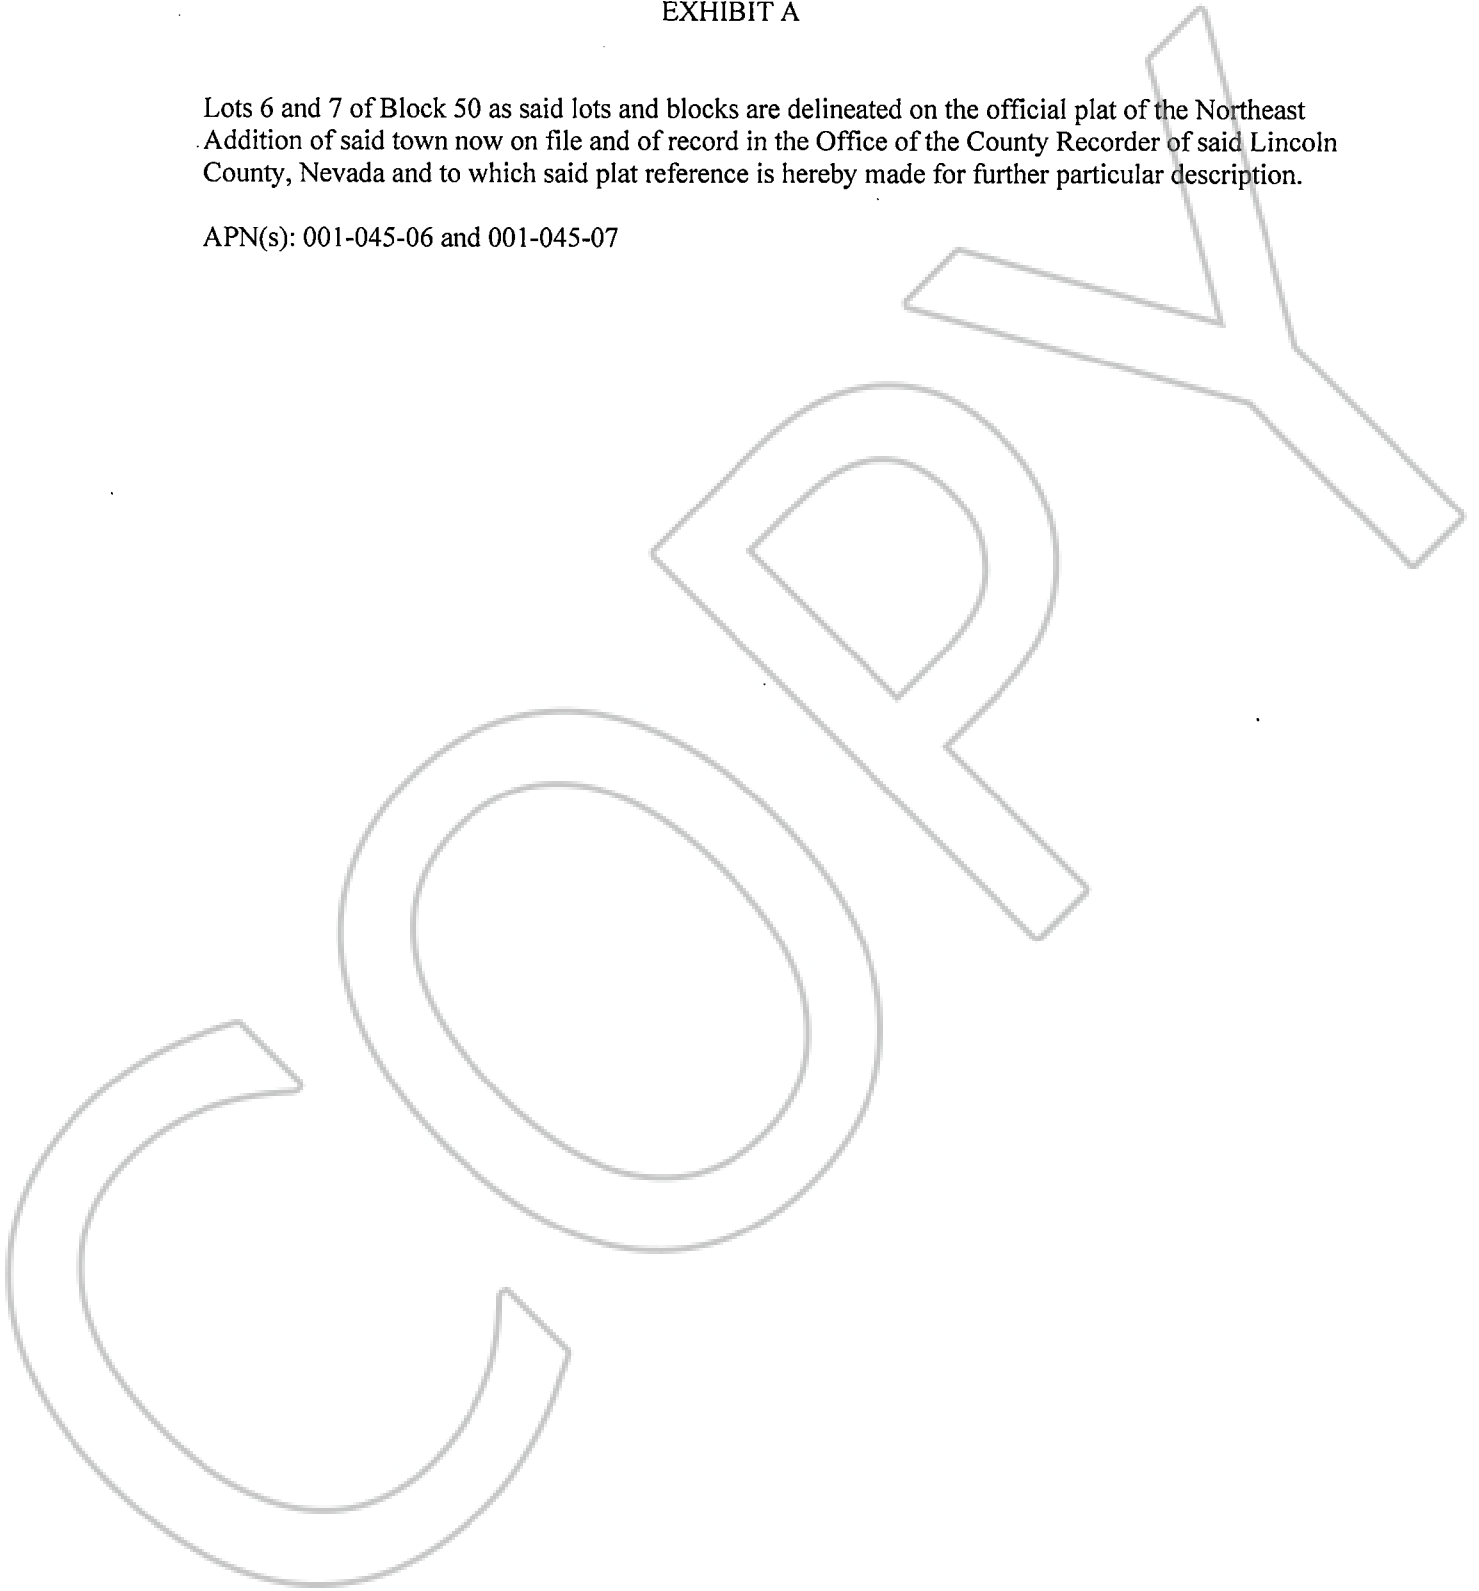 EXHIBIT A
Lots 6 and 7 of Block 50 as said lots and blocks are delineated on the official plat of the Northeast
Addition of said town now on file and of record in the Office of the County Recorder of said Lincoln
County, Nevada and to which said plat reference is hereby made for further particular description.
APN(s): 001-045-06 and 001-045-07
COPY